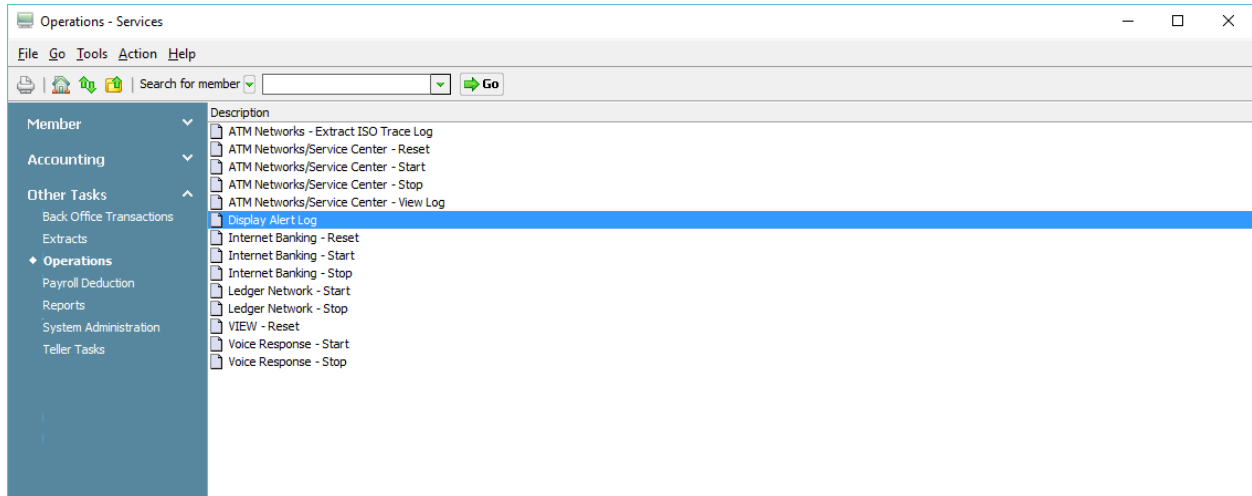 Operations - Services
File Go Tools Action Help
Search for member Go
Member
Accounting
Other Tasks
Back Office Transactions
Extracts
Operations
Payroll Deduction
Reports
System Administration
Teller Tasks
Description
ATM Networks - Extract ISO Trace Log
ATM Networks/Service Center - Reset
ATM Networks/Service Center - Start
ATM Networks/Service Center - Stop
ATM Networks/Service Center - View Log
Display Alert Log
Internet Banking - Reset
Internet Banking - Start
Internet Banking - Stop
Ledger Network - Start
Ledger Network - Stop
VIEW - Reset
Voice Response - Start
Voice Response - Stop